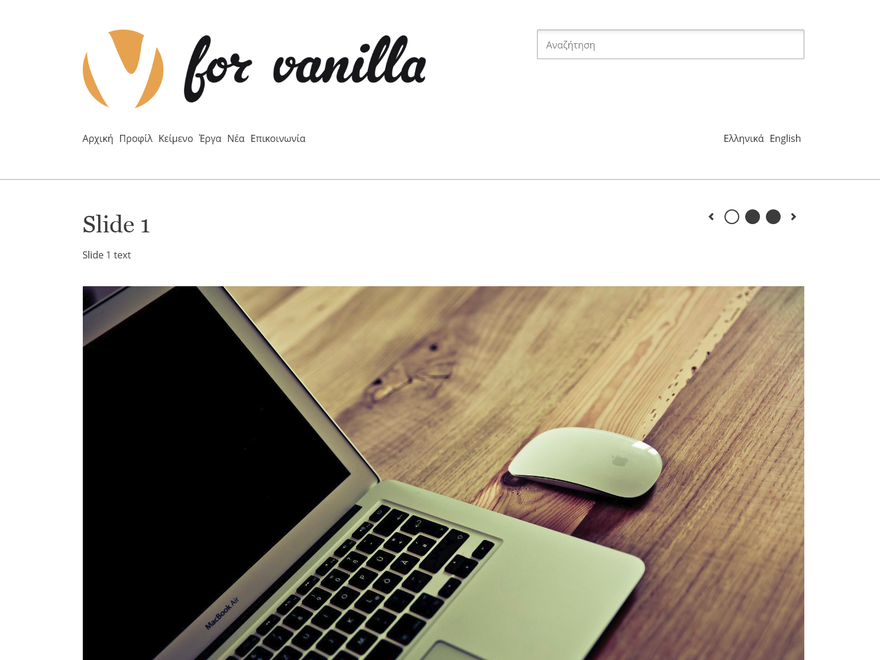 for vanilla
Αναζήτηση
Αρχική Προφίλ Κείμενο Έργα Νέα Επικοινωνία
Ελληνικά English
Slide 1
Slide 1 text
MacBook Air